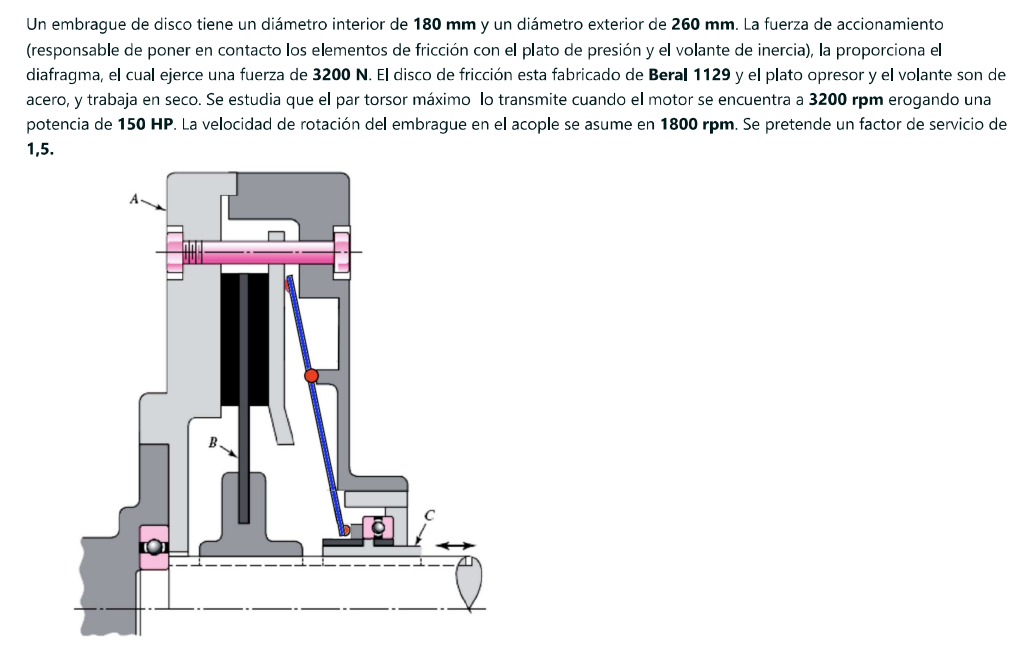 Un embrague de disco tiene un diámetro interior de 180 mm y un diámetro exterior de 260 mm. La fuerza de accionamiento
(responsable de poner en contacto los elementos de fricción con el plato de presión y el volante de inercia), la proporciona el
diafragma, el cual ejerce una fuerza de 3200 N. El disco de fricción esta fabricado de Beral 1129 y el plato opresor y el volante son de
acero, y trabaja en seco. Se estudia que el par torsor máximo lo transmite cuando el motor se encuentra a 3200 rpm erogando una
potencia de 150 HP. La velocidad de rotación del embrague en el acople se asume en 1800 rpm. Se pretende un factor de servicio de
1,5.
A
B
C